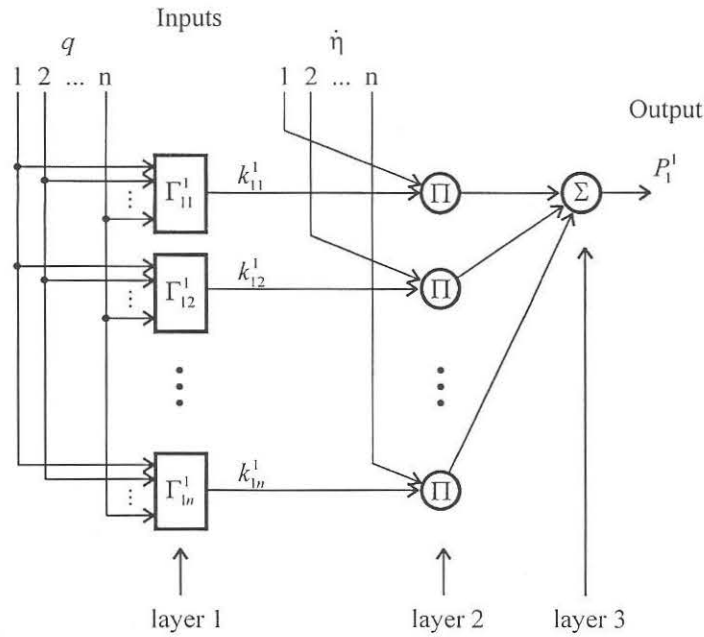 Inputs
q
η̇
1 2 ... n
1 2 ... n
Output
Γ¹₁₁
k¹₁₁
Π
Σ
P¹₁
...
Γ¹₁₂
k¹₁₂
Π
...
Γ¹₁ₙ
k¹₁ₙ
Π
...
layer 1
layer 2
layer 3